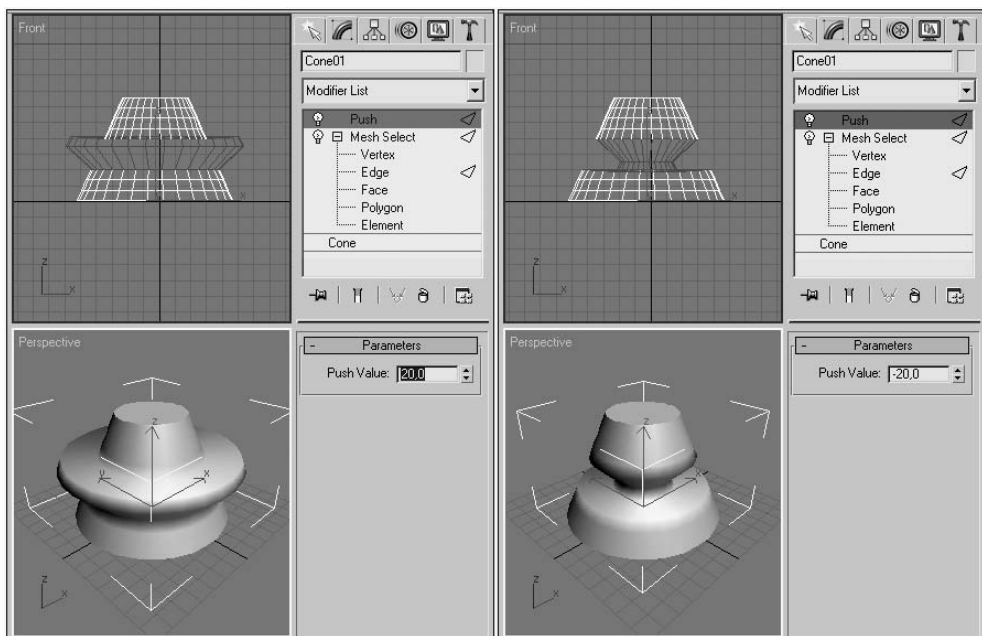 Front
Cone01
Modifier List
Push
Mesh Select
Vertex
Edge
Face
Polygon
Element
Cone
z
x
x
Perspective
z
y
x
z
x
Parameters
Push Value: 20,0
Front
Cone01
Modifier List
Push
Mesh Select
Vertex
Edge
Face
Polygon
Element
Cone
z
x
x
Perspective
z
x
z
x
Parameters
Push Value: -20,0